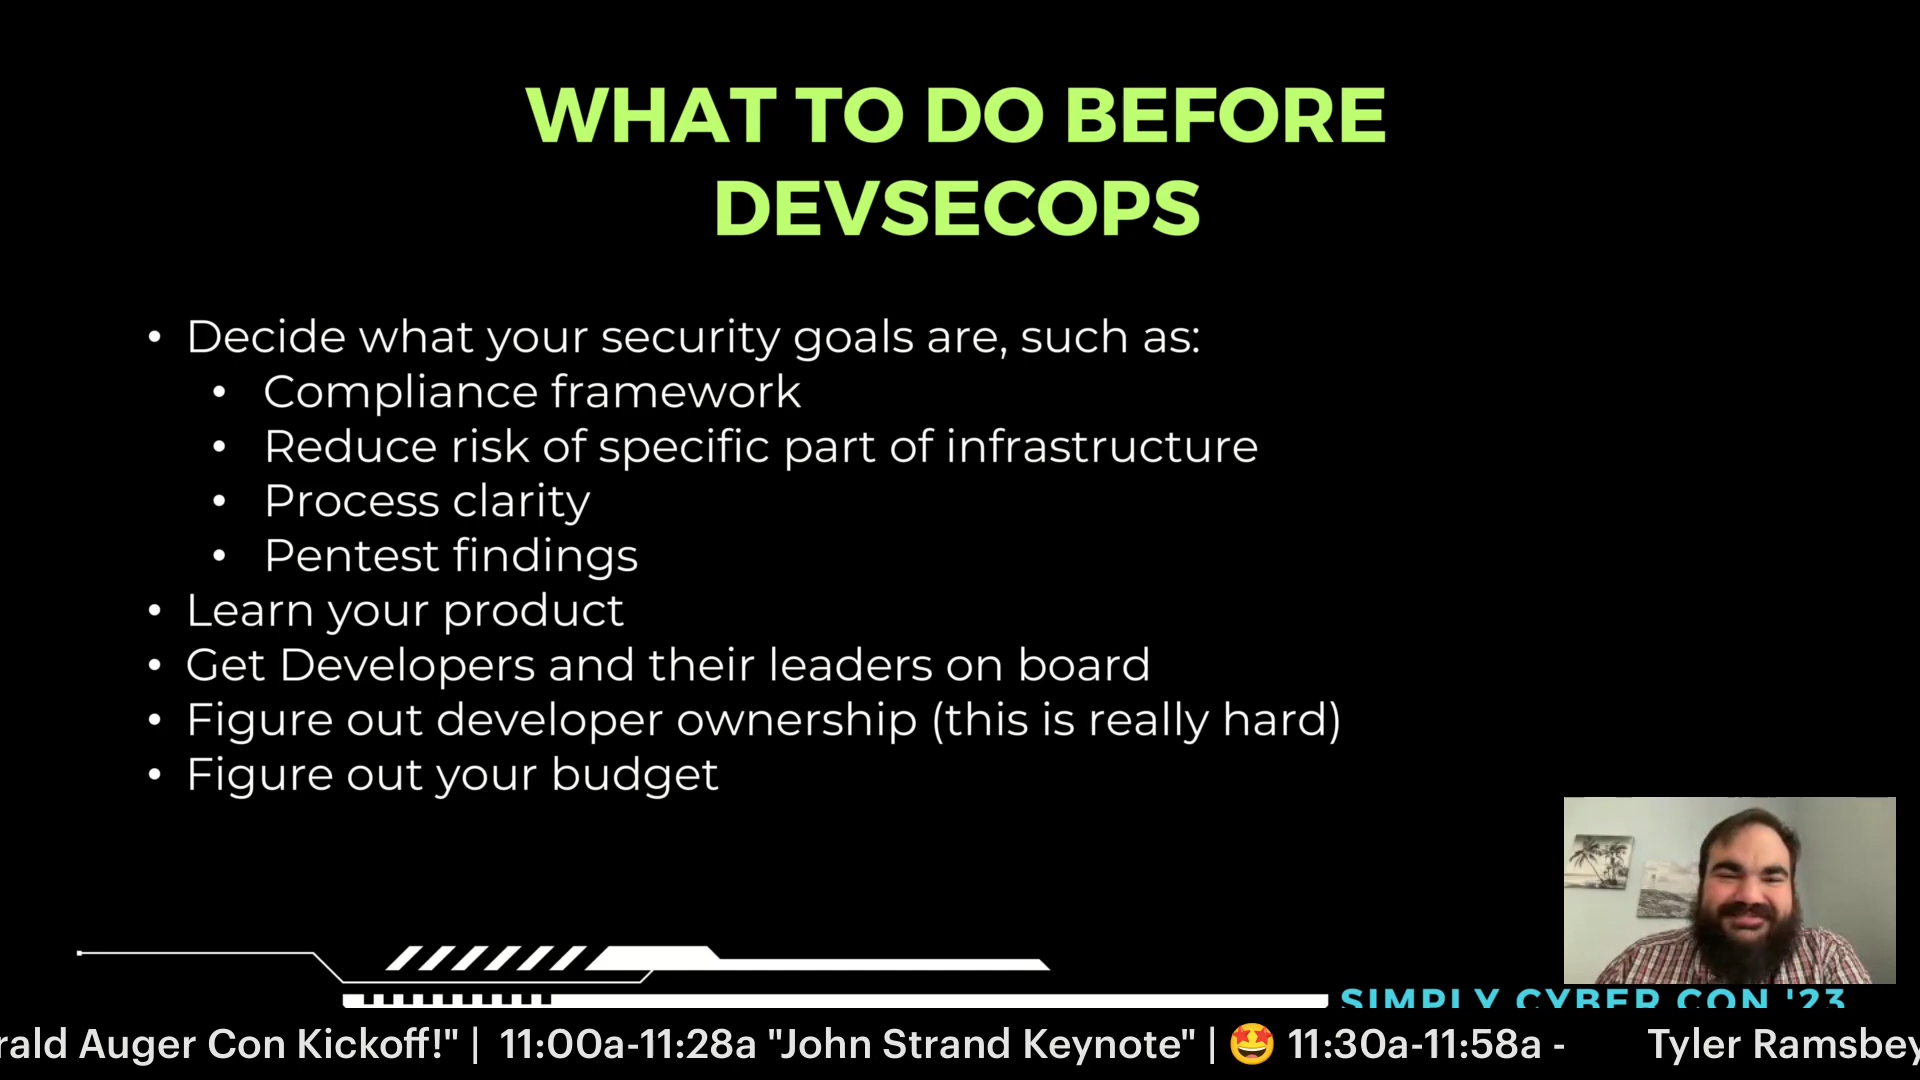 WHAT TO DO BEFORE
DEVSECOPS
• Decide what your security goals are, such as:
• Compliance framework
• Reduce risk of specific part of infrastructure
• Process clarity
• Pentest findings
• Learn your product
• Get Developers and their leaders on board
• Figure out developer ownership (this is really hard)
• Figure out your budget
SIMPLY CYBER CON '23
rald Auger Con Kickoff!" | 11:00a-11:28a "John Strand Keynote" | 🤩 11:30a-11:58a - Tyler Ramsbey